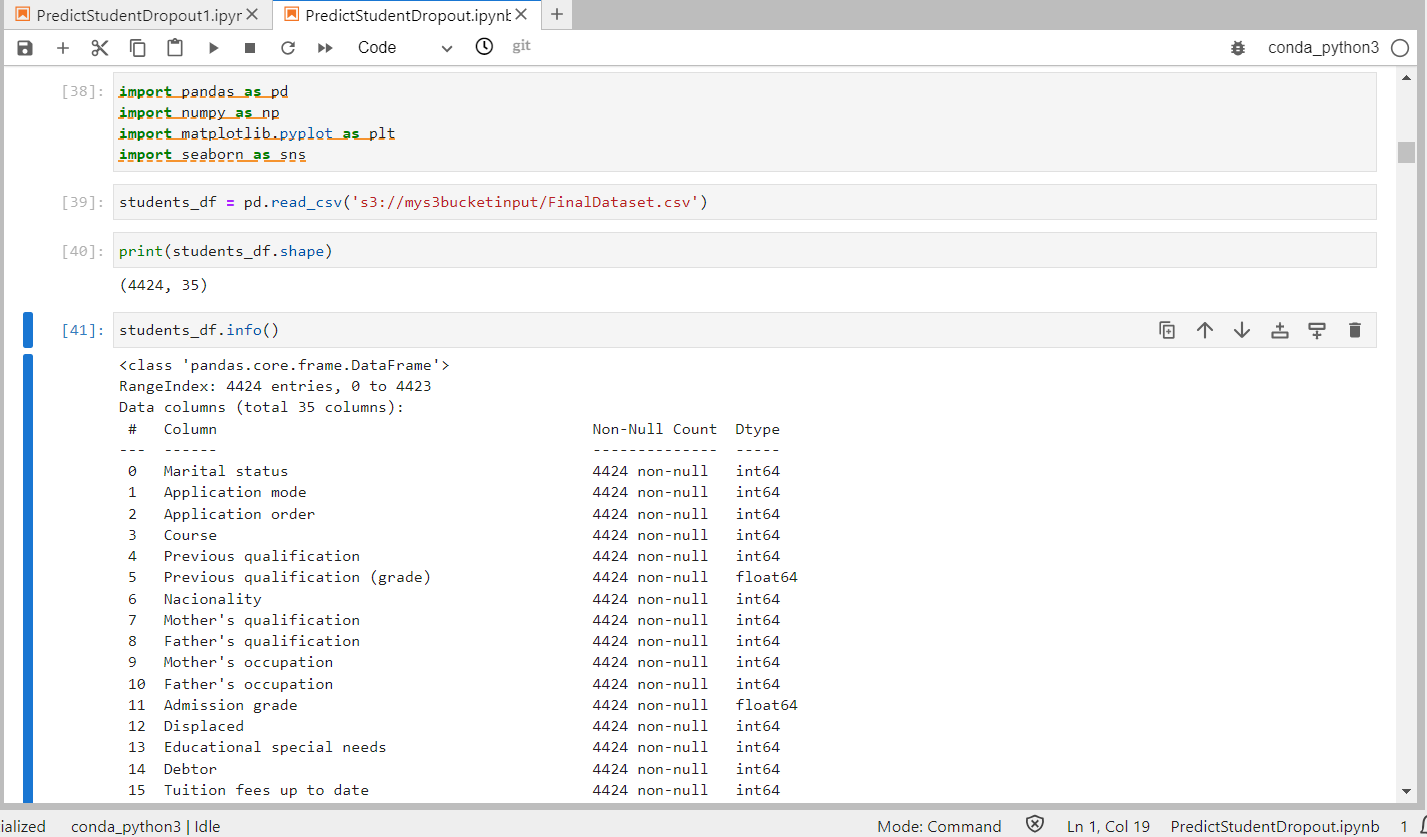 PredictStudentDropout1.ipyr
PredictStudentDropout.ipynb
Code
git
conda_python3
[38]:
import pandas as pd
import numpy as np
import matplotlib.pyplot as plt
import seaborn as sns
[39]:
students_df = pd.read_csv('s3://mys3bucketinput/FinalDataset.csv')
[40]:
print(students_df.shape)
(4424, 35)
[41]:
students_df.info()
<class 'pandas.core.frame.DataFrame'>
RangeIndex: 4424 entries, 0 to 4423
Data columns (total 35 columns):
# Column Non-Null Count Dtype
--- ------ -------------- -----
0 Marital status 4424 non-null int64
1 Application mode 4424 non-null int64
2 Application order 4424 non-null int64
3 Course 4424 non-null int64
4 Previous qualification 4424 non-null int64
5 Previous qualification (grade) 4424 non-null float64
6 Nacionality 4424 non-null int64
7 Mother's qualification 4424 non-null int64
8 Father's qualification 4424 non-null int64
9 Mother's occupation 4424 non-null int64
10 Father's occupation 4424 non-null int64
11 Admission grade 4424 non-null float64
12 Displaced 4424 non-null int64
13 Educational special needs 4424 non-null int64
14 Debtor 4424 non-null int64
15 Tuition fees up to date 4424 non-null int64
ialized conda_python3 | Idle Mode: Command Ln 1, Col 19 PredictStudentDropout.ipynb 1